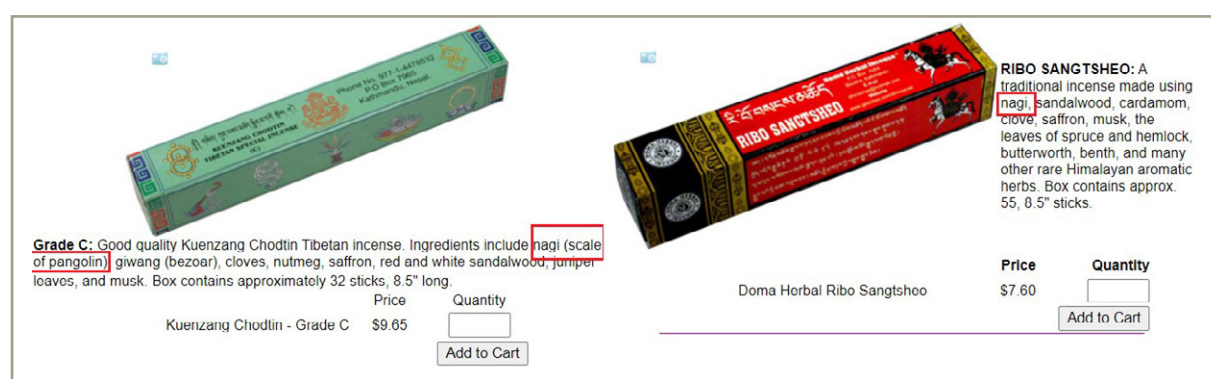 Phone No. 977-1-4476532
P.O Box 7965
Kathmandu, Nepal.
KUENZANG CHODTIN
TIBETAN SPECIAL INCENSE
(C)
Grade C: Good quality Kuenzang Chodtin Tibetan incense. Ingredients include nagi (scale
of pangolin), giwang (bezoar), cloves, nutmeg, saffron, red and white sandalwood, juniper
leaves, and musk. Box contains approximately 32 sticks, 8.5" long.
Price Quantity
Kuenzang Chodtin - Grade C $9.65
Add to Cart
Doma Herbal Incense
RIBO SANGTSHEO
RIBO SANGTSHEO: A
traditional incense made using
nagi, sandalwood, cardamom,
clove, saffron, musk, the
leaves of spruce and hemlock,
butterworth, benth, and many
other rare Himalayan aromatic
herbs. Box contains approx.
55, 8.5" sticks.
Price Quantity
Doma Herbal Ribo Sangtsheo $7.60
Add to Cart